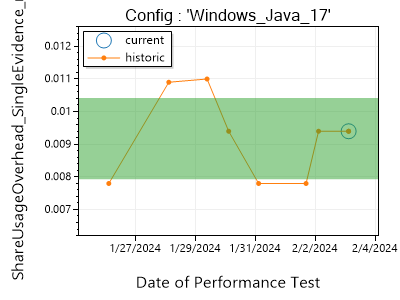 Config : 'Windows_Java_17'
ShareUsageOverhead_SingleEvidence_
current
historic
0.012
0.011
0.01
0.009
0.008
0.007
1/27/2024
1/29/2024
1/31/2024
2/2/2024
2/4/2024
Date of Performance Test